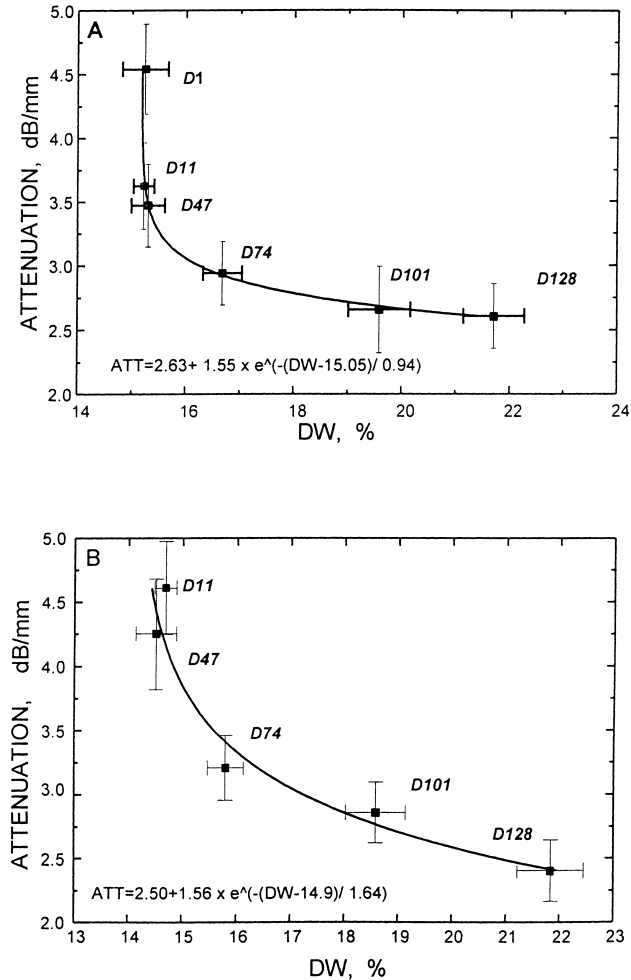 A
5.0
4.5
4.0
3.5
3.0
2.5
2.0
ATTENUATION, dB/mm
D1
D11
D47
D74
D101
D128
ATT=2.63+ 1.55 x e^(-(DW-15.05)/ 0.94)
14 16 18 20 22 24
DW, %
B
5.0
4.5
4.0
3.5
3.0
2.5
2.0
ATTENUATION, dB/mm
D11
D47
D74
D101
D128
ATT=2.50+1.56 x e^(-(DW-14.9)/ 1.64)
13 14 15 16 17 18 19 20 21 22 23
DW, %